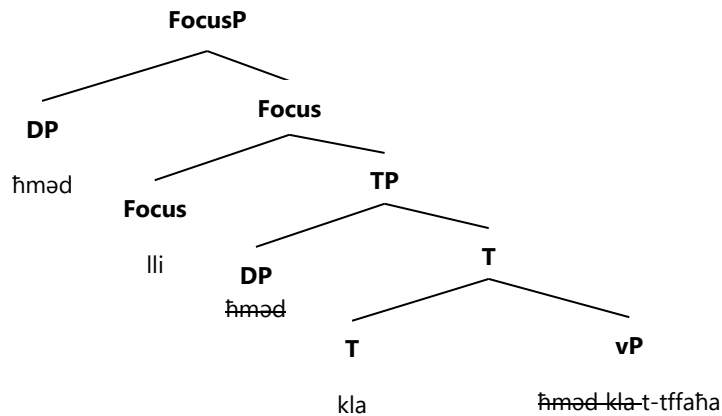 FocusP
DP
Focus
ħməd
Focus
TP
lli
DP
T
ħməd
T
vP
kla
ħməd kla t-tffaħa